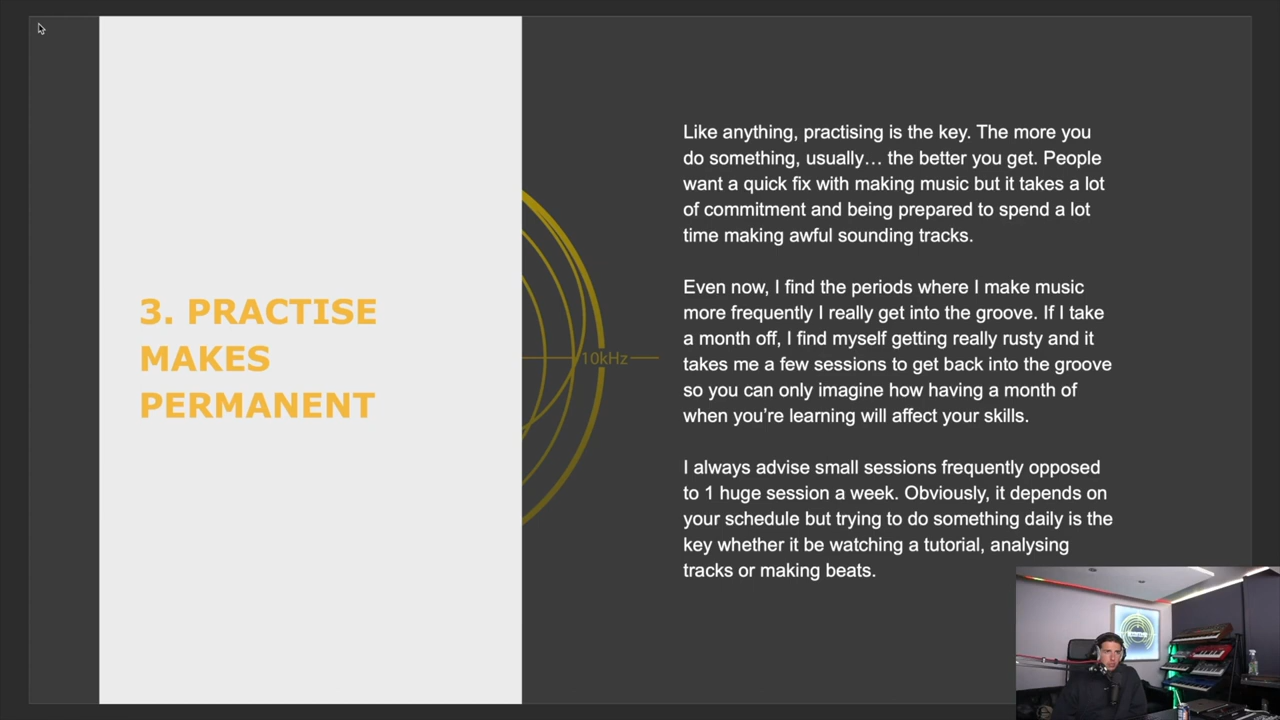 3. PRACTISE
MAKES
PERMANENT
10kHz
Like anything, practising is the key. The more you
do something, usually… the better you get. People
want a quick fix with making music but it takes a lot
of commitment and being prepared to spend a lot
time making awful sounding tracks.
Even now, I find the periods where I make music
more frequently I really get into the groove. If I take
a month off, I find myself getting really rusty and it
takes me a few sessions to get back into the groove
so you can only imagine how having a month of
when you’re learning will affect your skills.
I always advise small sessions frequently opposed
to 1 huge session a week. Obviously, it depends on
your schedule but trying to do something daily is the
key whether it be watching a tutorial, analysing
tracks or making beats.